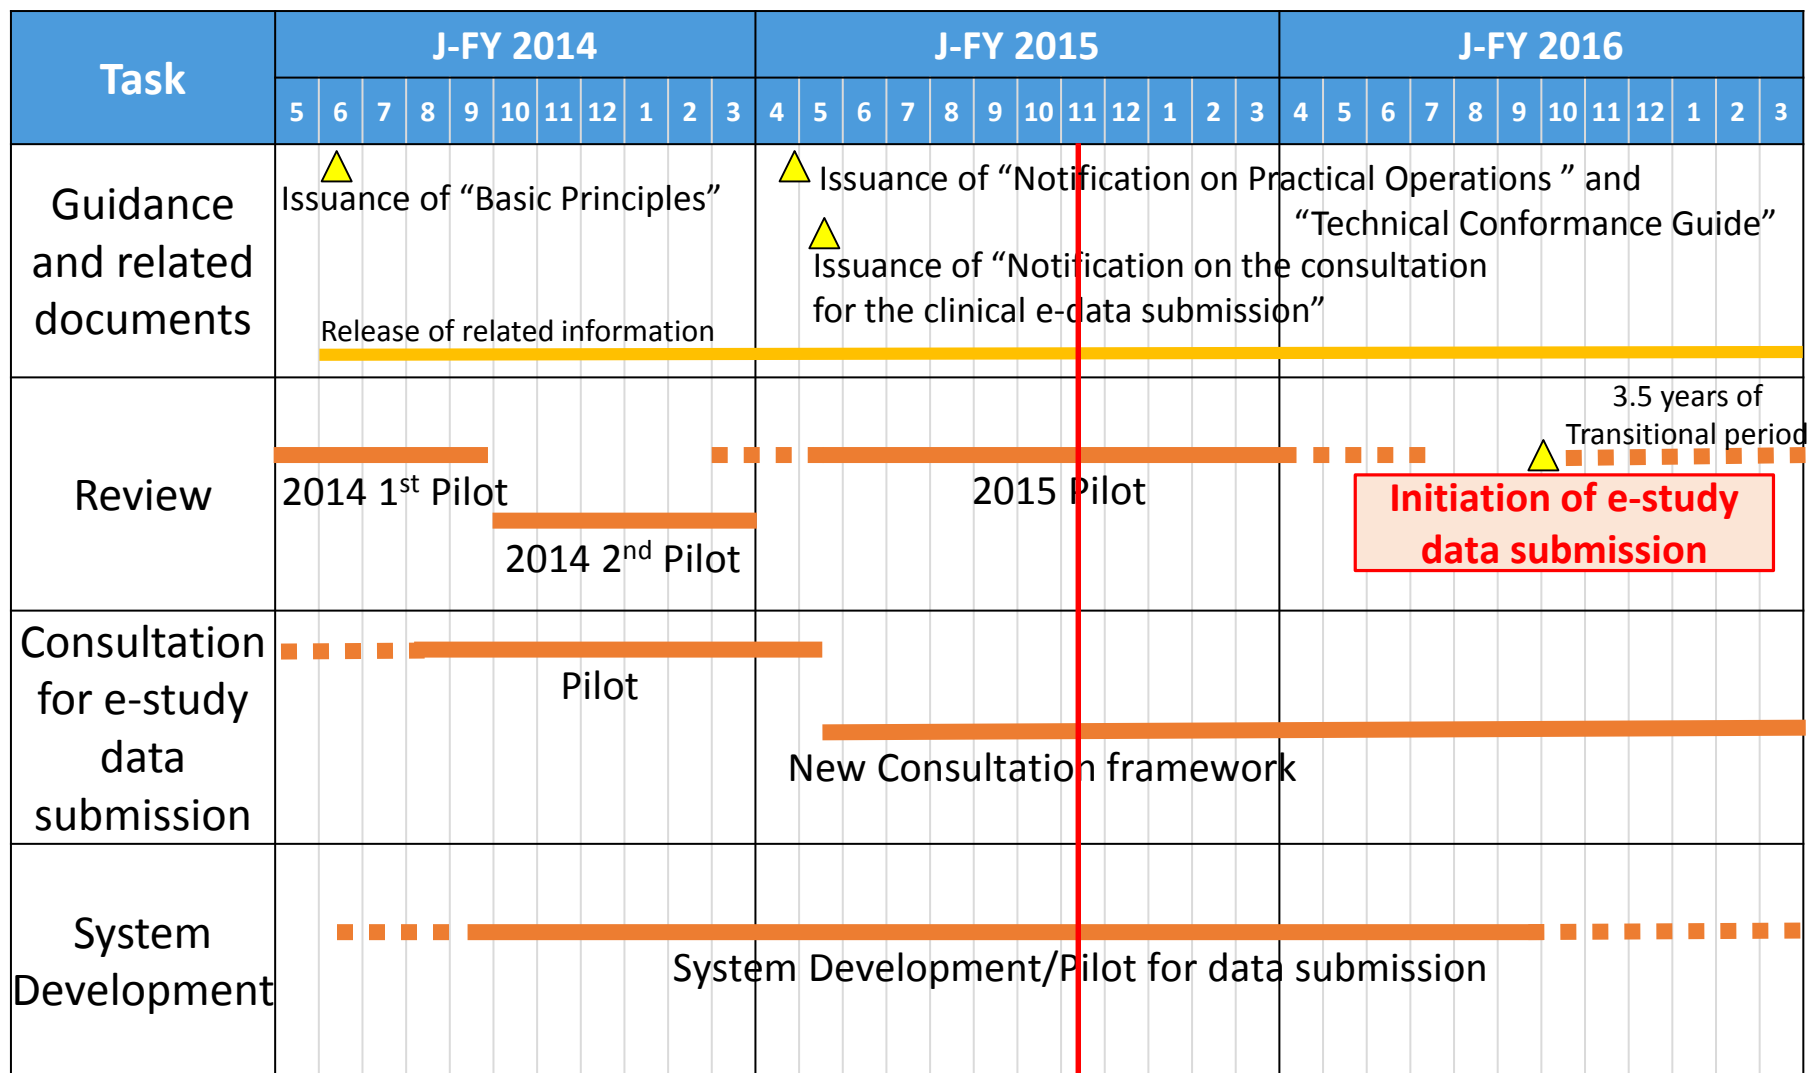 Task
J-FY 2014
J-FY 2015
J-FY 2016
5 6 7 8 9 10 11 12 1 2 3 4 5 6 7 8 9 10 11 12 1 2 3 4 5 6 7 8 9 10 11 12 1 2 3
Guidance
and related
documents
Issuance of “Basic Principles”
Issuance of “Notification on Practical Operations ” and
“Technical Conformance Guide”
Issuance of “Notification on the consultation
for the clinical e-data submission”
Release of related information
Review
2014 1st Pilot
2014 2nd Pilot
2015 Pilot
3.5 years of
Transitional period
Initiation of e-study
data submission
Consultation
for e-study
data
submission
Pilot
New Consultation framework
System
Development
System Development/Pilot for data submission